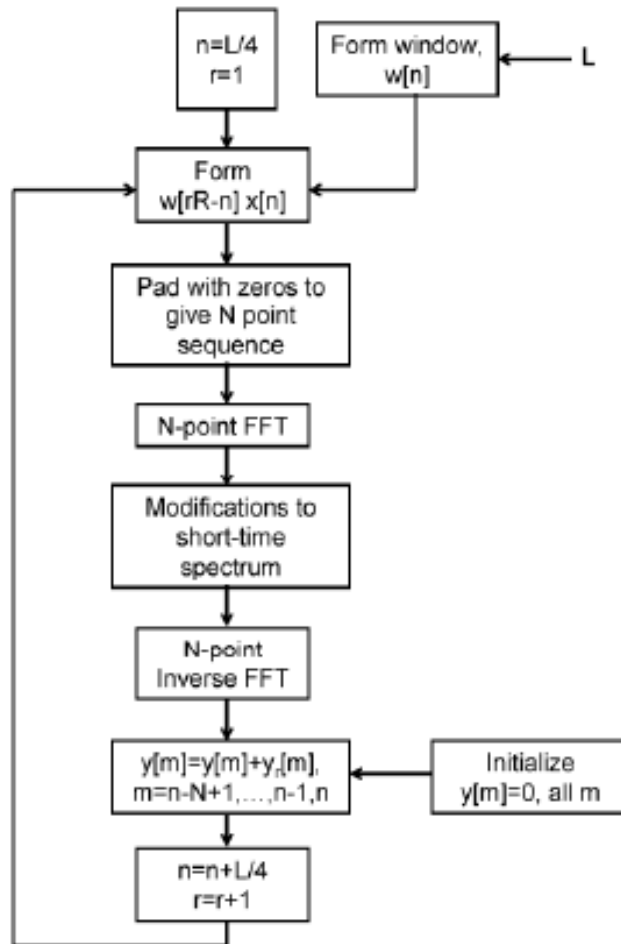 n=L/4
r=1
Form window,
w[n]
L
Form
w[rR-n] x[n]
Pad with zeros to
give N point
sequence
N-point FFT
Modifications to
short-time
spectrum
N-point
Inverse FFT
y[m]=y[m]+yᵣ[m],
m=n-N+1,...,n-1,n
Initialize
y[m]=0, all m
n=n+L/4
r=r+1